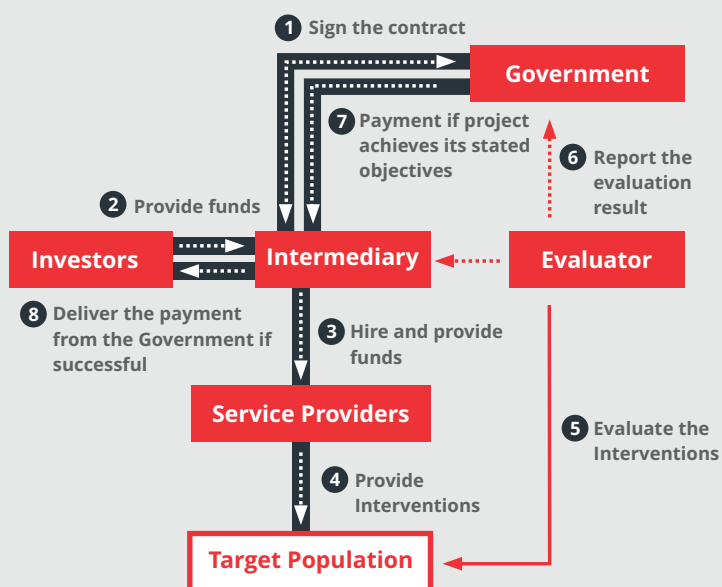 1 Sign the contract
Government
7 Payment if project
achieves its stated
objectives
6 Report the
evaluation
result
2 Provide funds
Investors
Intermediary
Evaluator
8 Deliver the payment
from the Government if
successful
3 Hire and provide
funds
Service Providers
5 Evaluate the
Interventions
4 Provide
Interventions
Target Population